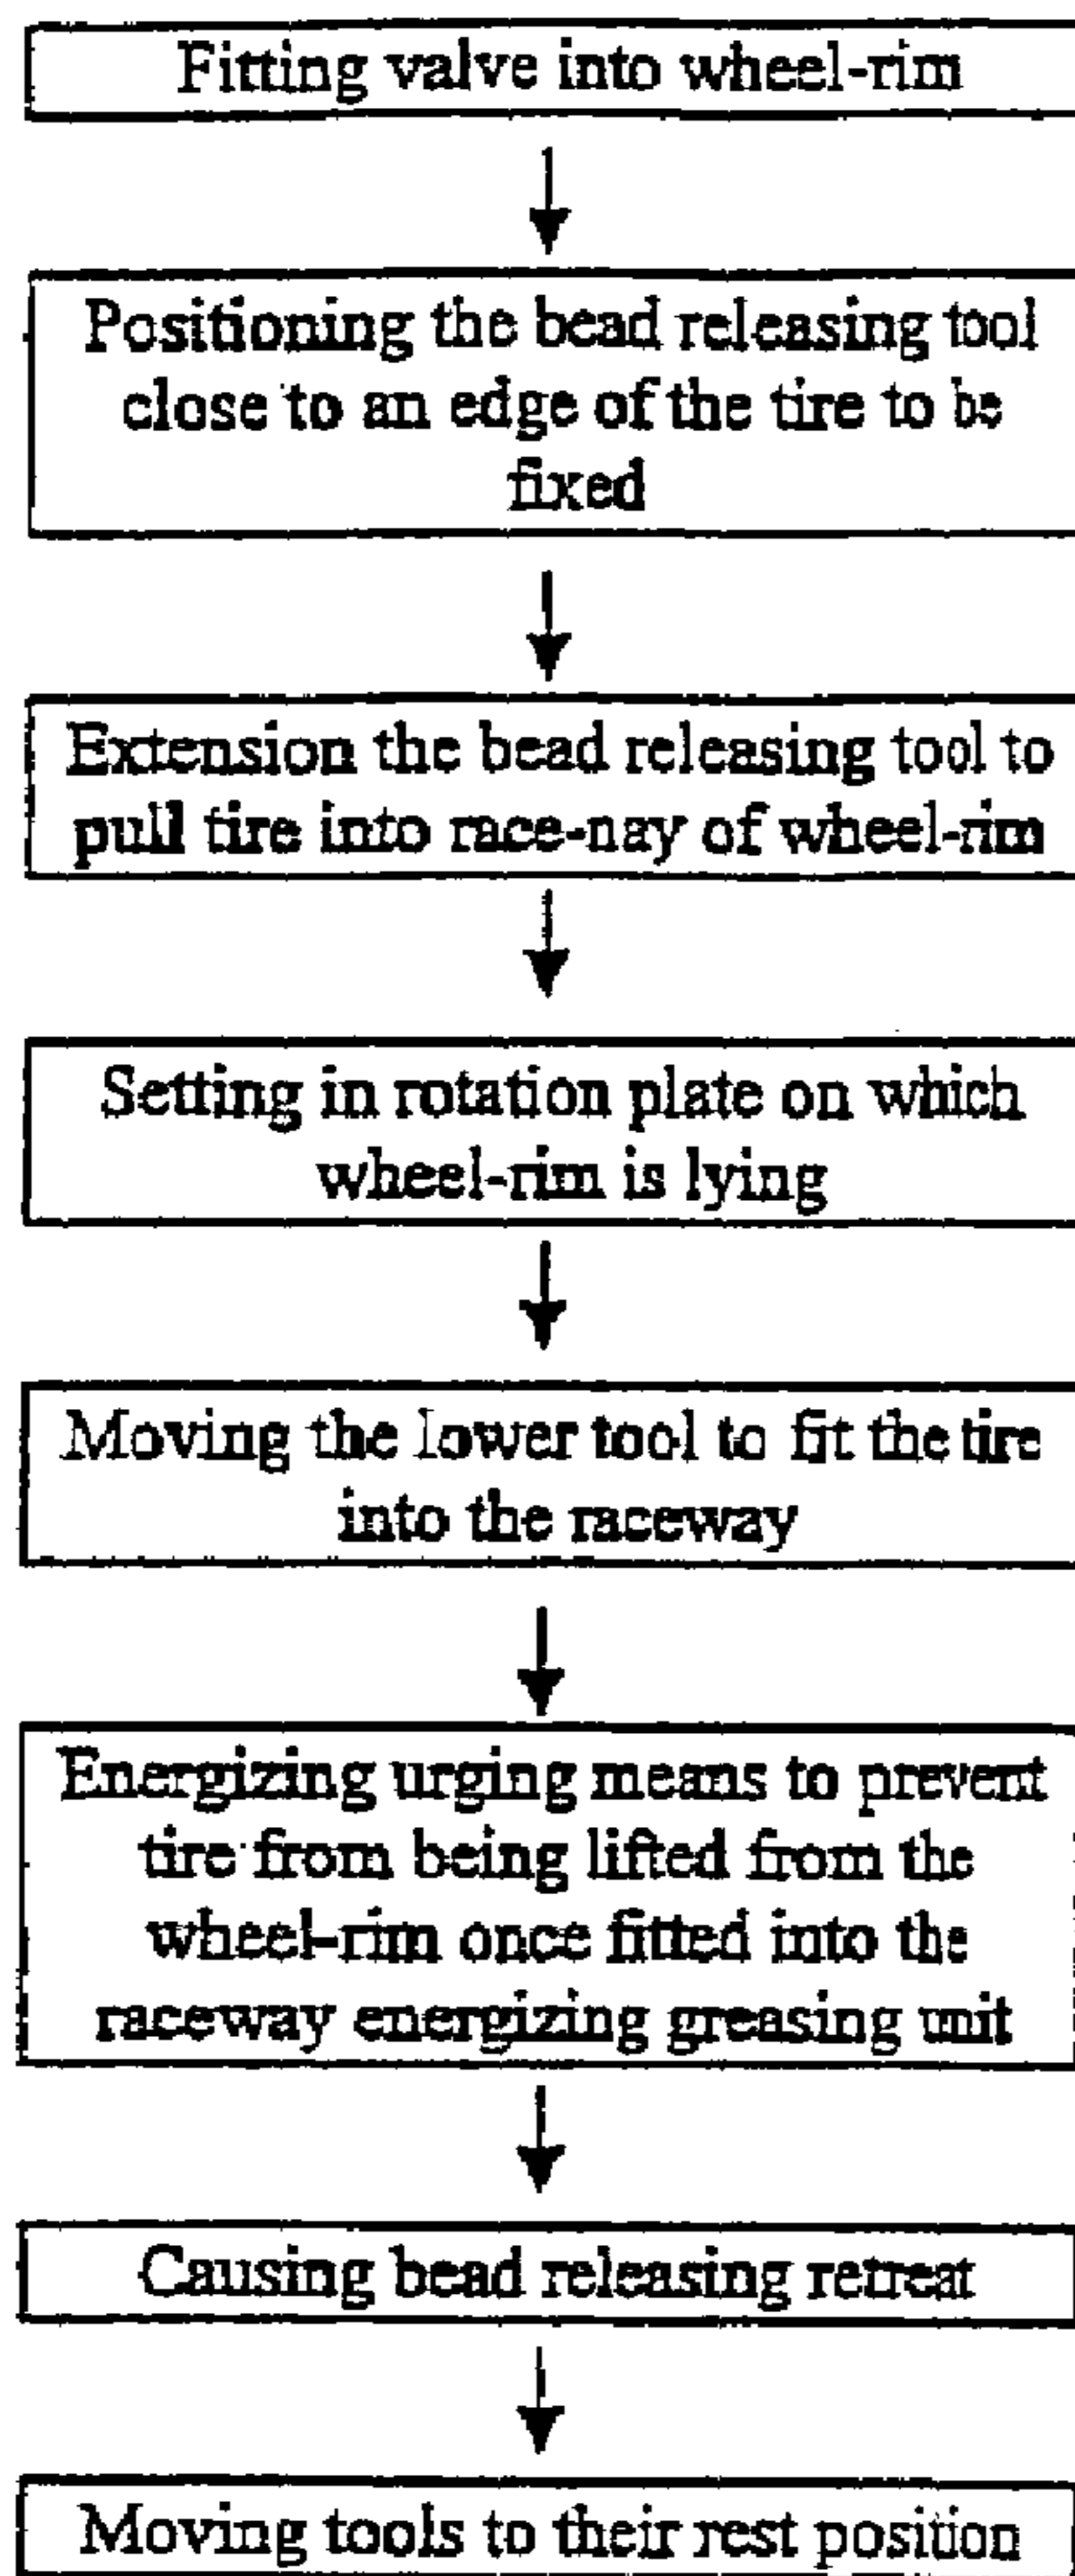 Fitting valve into wheel-rim
Positioning the bead releasing tool
close to an edge of the tire to be
fixed
Extension the bead releasing tool to
pull tire into race-nay of wheel-rim
Setting in rotation plate on which
wheel-rim is lying
Moving the lower tool to fit the tire
into the raceway
Energizing urging means to prevent
tire from being lifted from the
wheel-rim once fitted into the
raceway energizing greasing unit
Causing bead releasing retreat
Moving tools to their rest position